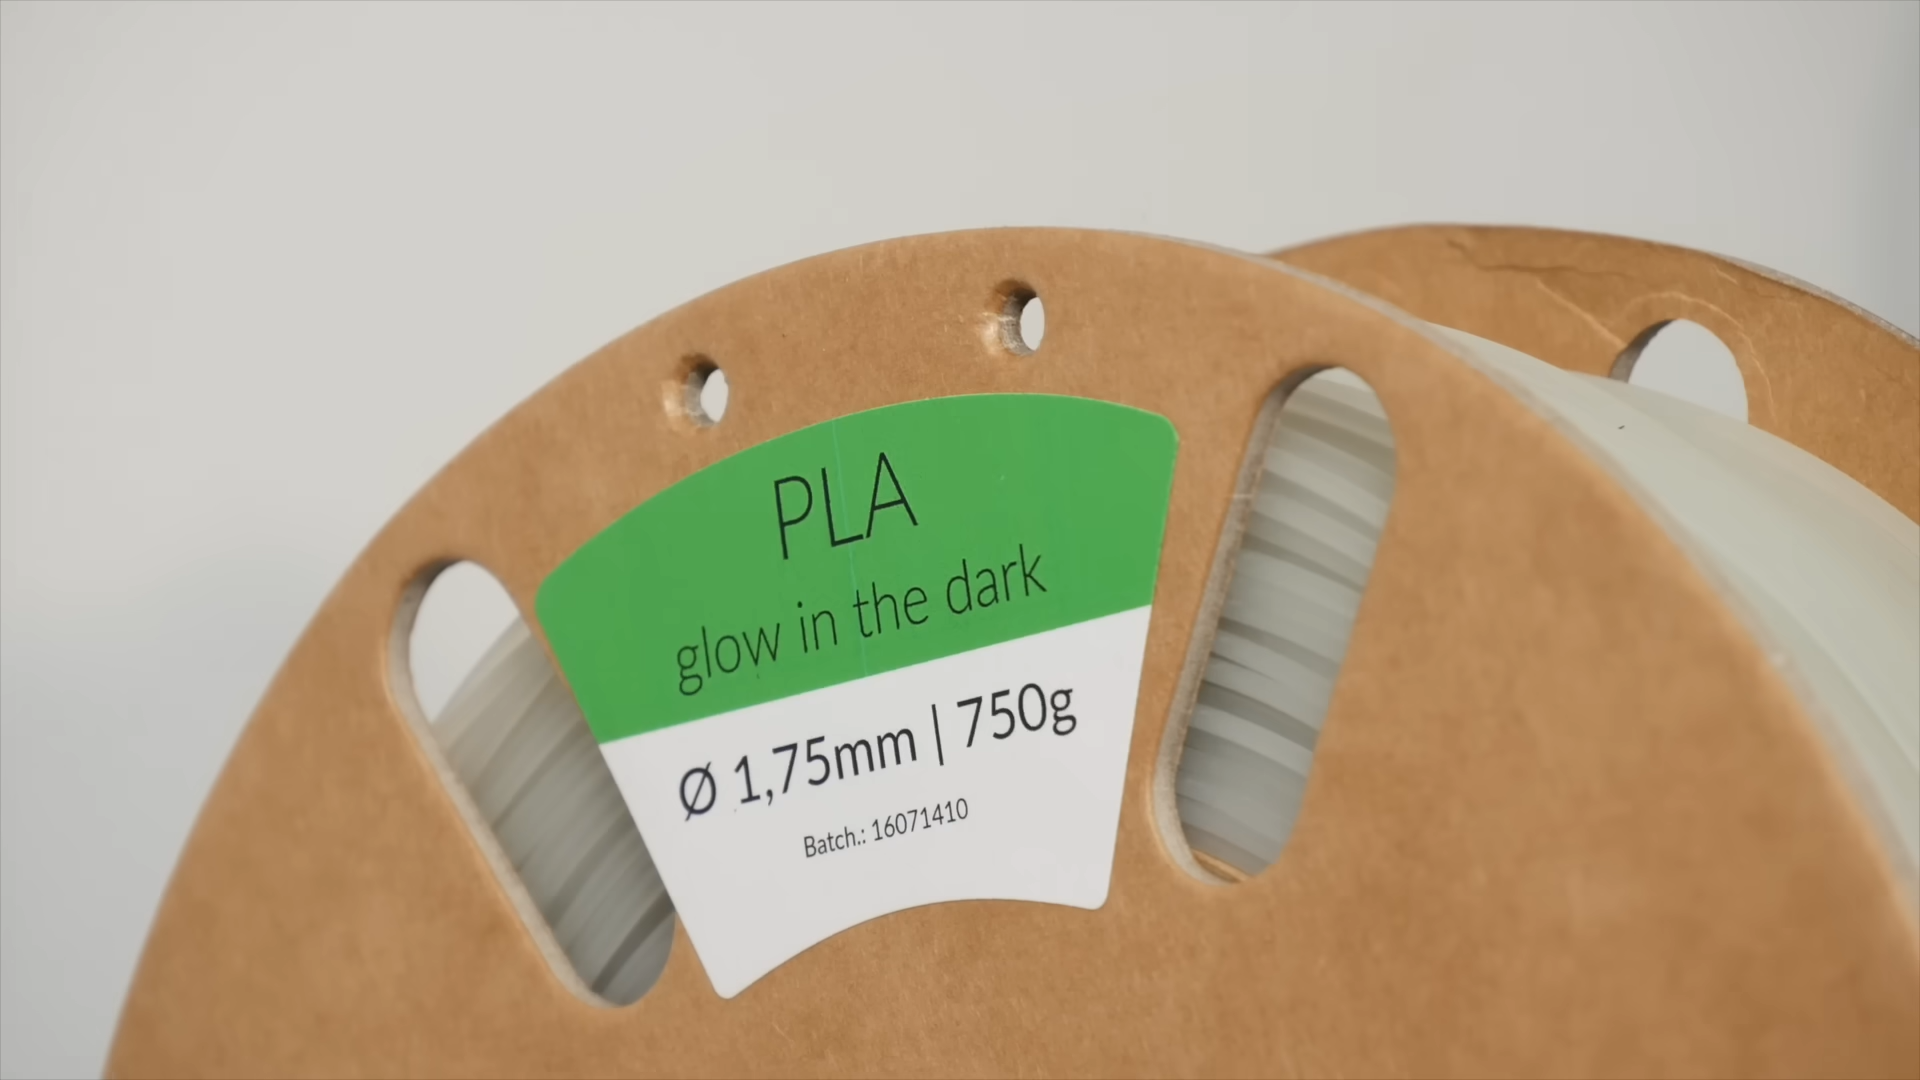 PLA
glow in the dark
Ø 1,75mm | 750g
Batch.: 16071410